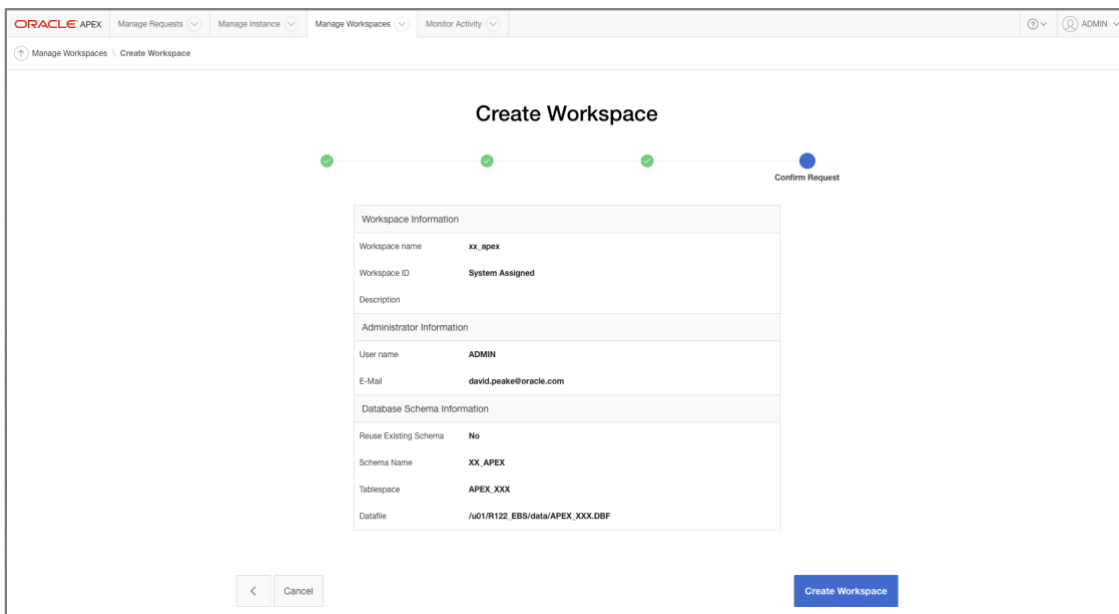 ORACLE APEX Manage Requests Manage Instance Manage Workspaces Monitor Activity ? ADMIN
Manage Workspaces \ Create Workspace
Create Workspace
Confirm Request
Workspace Information
Workspace name xx_apex
Workspace ID System Assigned
Description
Administrator Information
User name ADMIN
E-Mail david.peake@oracle.com
Database Schema Information
Reuse Existing Schema No
Schema Name XX_APEX
Tablespace APEX_XXX
Datafile /u01/R122_EBS/data/APEX_XXX.DBF
Cancel Create Workspace